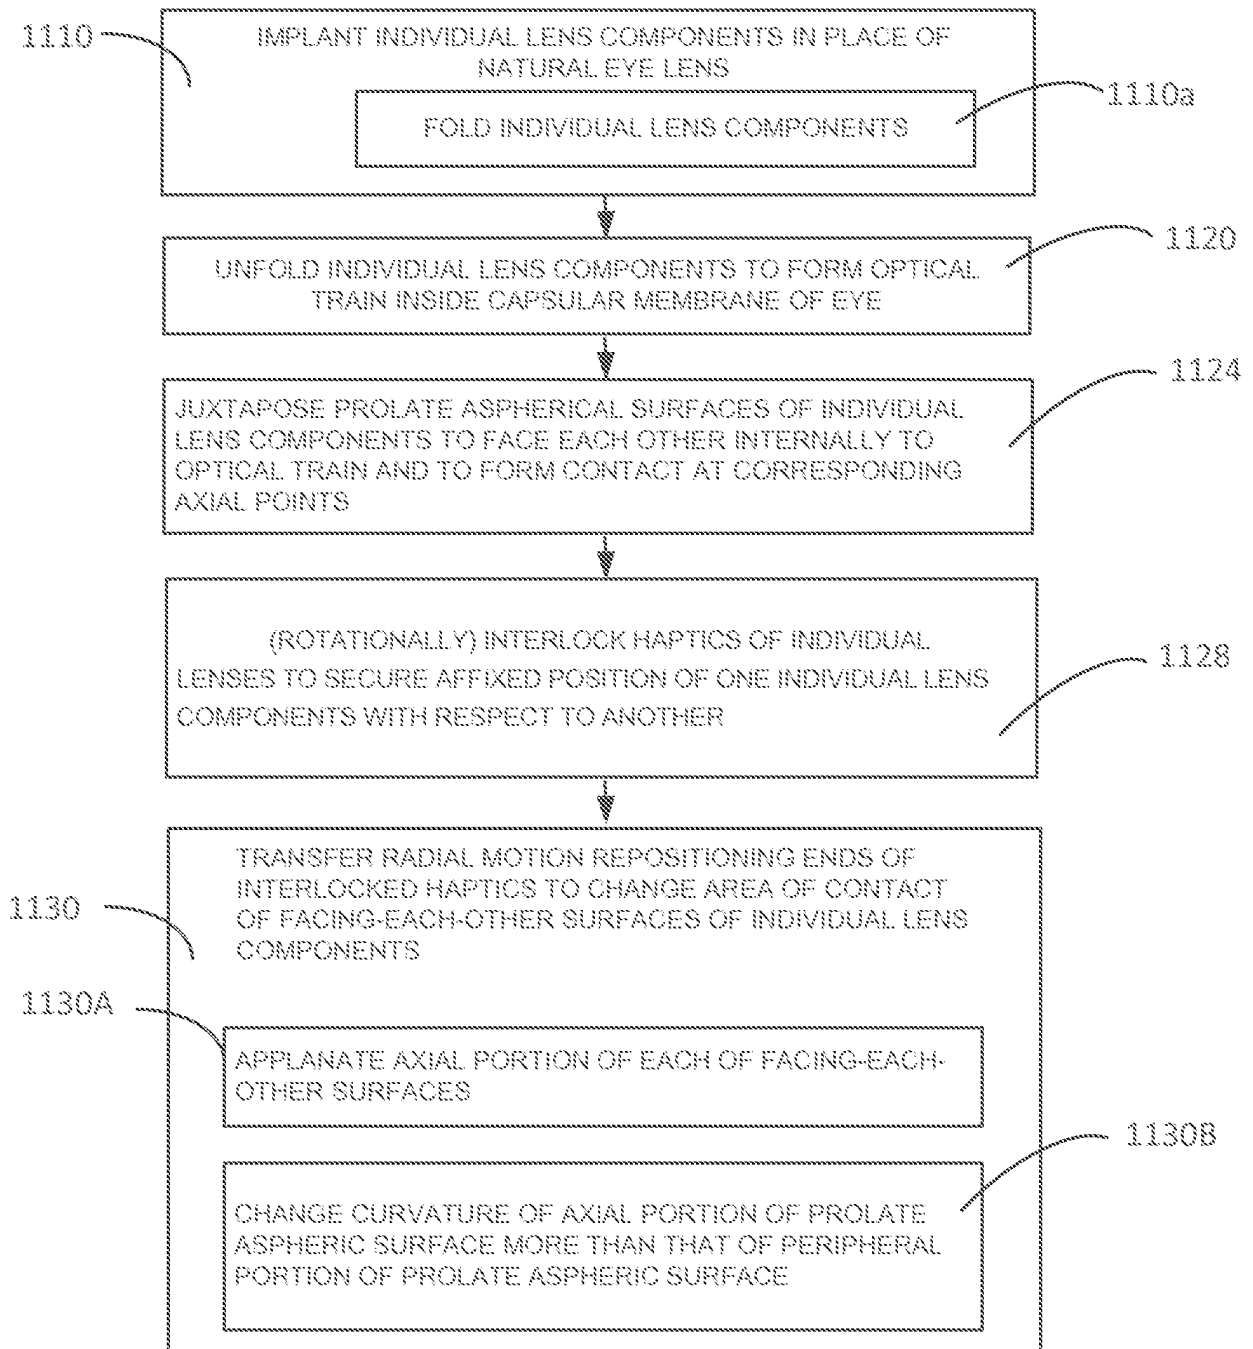 1110
IMPLANT INDIVIDUAL LENS COMPONENTS IN PLACE OF
NATURAL EYE LENS
1110a
FOLD INDIVIDUAL LENS COMPONENTS
1120
UNFOLD INDIVIDUAL LENS COMPONENTS TO FORM OPTICAL
TRAIN INSIDE CAPSULAR MEMBRANE OF EYE
1124
JUXTAPOSE PROLATE ASPHERICAL SURFACES OF INDIVIDUAL
LENS COMPONENTS TO FACE EACH OTHER INTERNALLY TO
OPTICAL TRAIN AND TO FORM CONTACT AT CORRESPONDING
AXIAL POINTS
(ROTATIONALLY) INTERLOCK HAPTICS OF INDIVIDUAL
1128
LENSES TO SECURE AFFIXED POSITION OF ONE INDIVIDUAL LENS
COMPONENTS WITH RESPECT TO ANOTHER
TRANSFER RADIAL MOTION REPOSITIONING ENDS OF
INTERLOCKED HAPTICS TO CHANGE AREA OF CONTACT
1130
OF FACING-EACH-OTHER SURFACES OF INDIVIDUAL LENS
COMPONENTS
1130A
APPLANATE AXIAL PORTION OF EACH OF FACING-EACH-
OTHER SURFACES
1130B
CHANGE CURVATURE OF AXIAL PORTION OF PROLATE
ASPHERIC SURFACE MORE THAN THAT OF PERIPHERAL
PORTION OF PROLATE ASPHERIC SURFACE